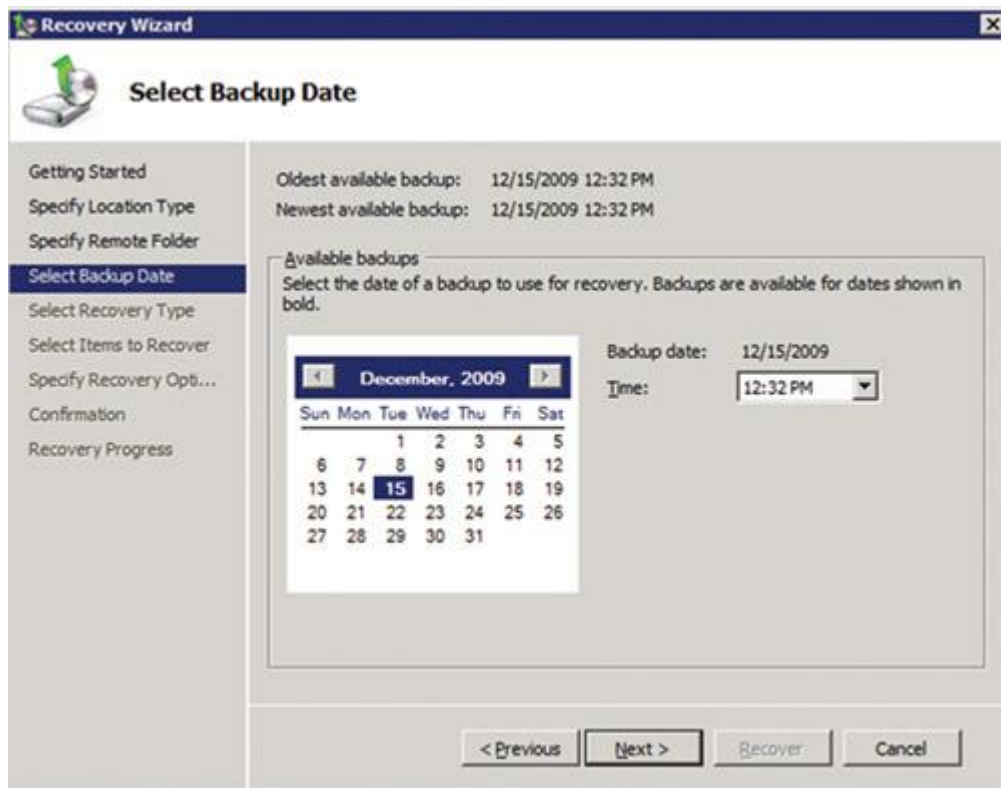 Recovery Wizard
Select Backup Date
Getting Started
Specify Location Type
Specify Remote Folder
Select Backup Date
Select Recovery Type
Select Items to Recover
Specify Recovery Opti...
Confirmation
Recovery Progress
Oldest available backup: 12/15/2009 12:32 PM
Newest available backup: 12/15/2009 12:32 PM
Available backups
Select the date of a backup to use for recovery. Backups are available for dates shown in
bold.
December, 2009
Sun Mon Tue Wed Thu Fri Sat
1 2 3 4 5
6 7 8 9 10 11 12
13 14 15 16 17 18 19
20 21 22 23 24 25 26
27 28 29 30 31
Backup date: 12/15/2009
Time: 12:32 PM
< Previous Next > Recover Cancel